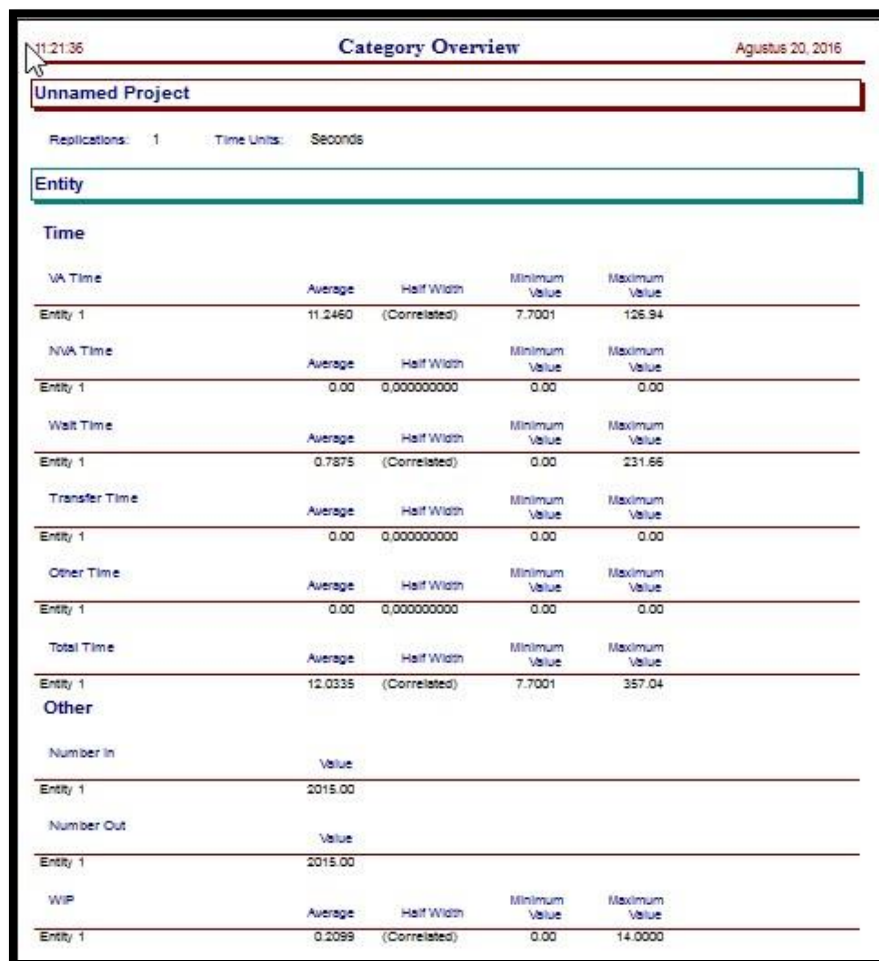 11:21:36 Category Overview Agustus 20, 2016
Unnamed Project
Replications: 1 Time Units: Seconds
Entity
Time
VA Time Average Half Width Minimum Value Maximum Value
Entity 1 11.2460 (Correlated) 7.7001 126.94
NVA Time Average Half Width Minimum Value Maximum Value
Entity 1 0.00 0,000000000 0.00 0.00
Wait Time Average Half Width Minimum Value Maximum Value
Entity 1 0.7875 (Correlated) 0.00 231.66
Transfer Time Average Half Width Minimum Value Maximum Value
Entity 1 0.00 0,000000000 0.00 0.00
Other Time Average Half Width Minimum Value Maximum Value
Entity 1 0.00 0,000000000 0.00 0.00
Total Time Average Half Width Minimum Value Maximum Value
Entity 1 12.0335 (Correlated) 7.7001 357.04
Other
Number In Value
Entity 1 2015.00
Number Out Value
Entity 1 2015.00
WIP Average Half Width Minimum Value Maximum Value
Entity 1 0.2099 (Correlated) 0.00 14.0000